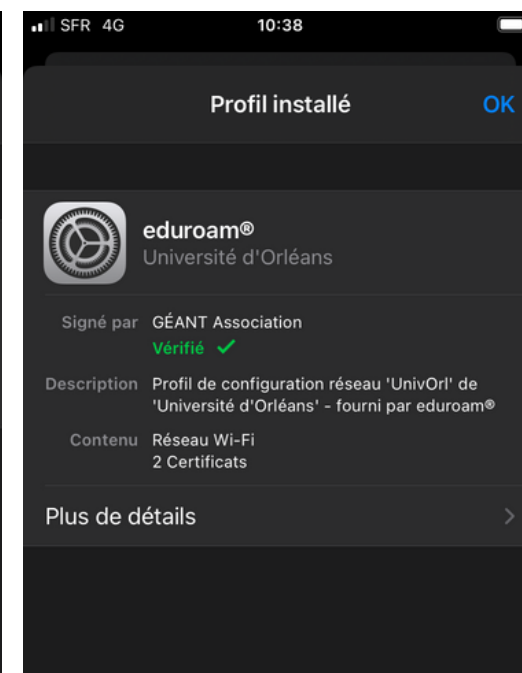 SFR 4G 10:38
Profil installé OK
eduroam®
Université d'Orléans
Signé par GÉANT Association
Vérifié ✓
Description Profil de configuration réseau 'UnivOrl' de
'Université d'Orléans' - fourni par eduroam®
Contenu Réseau Wi-Fi
2 Certificats
Plus de détails